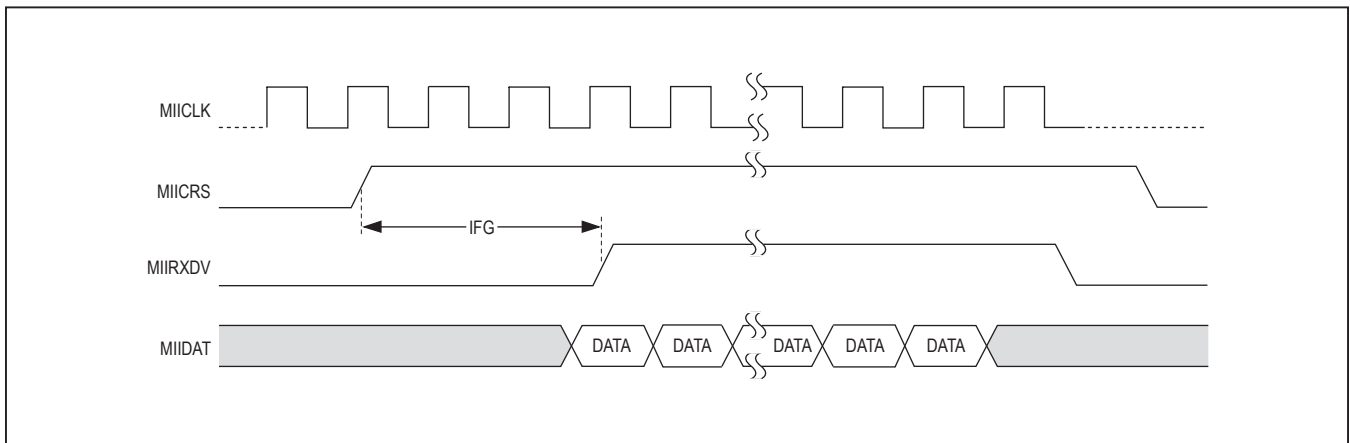 MIICLK
MIICRS
IFG
MIIRXDV
MIIDAT
DATA DATA DATA DATA DATA